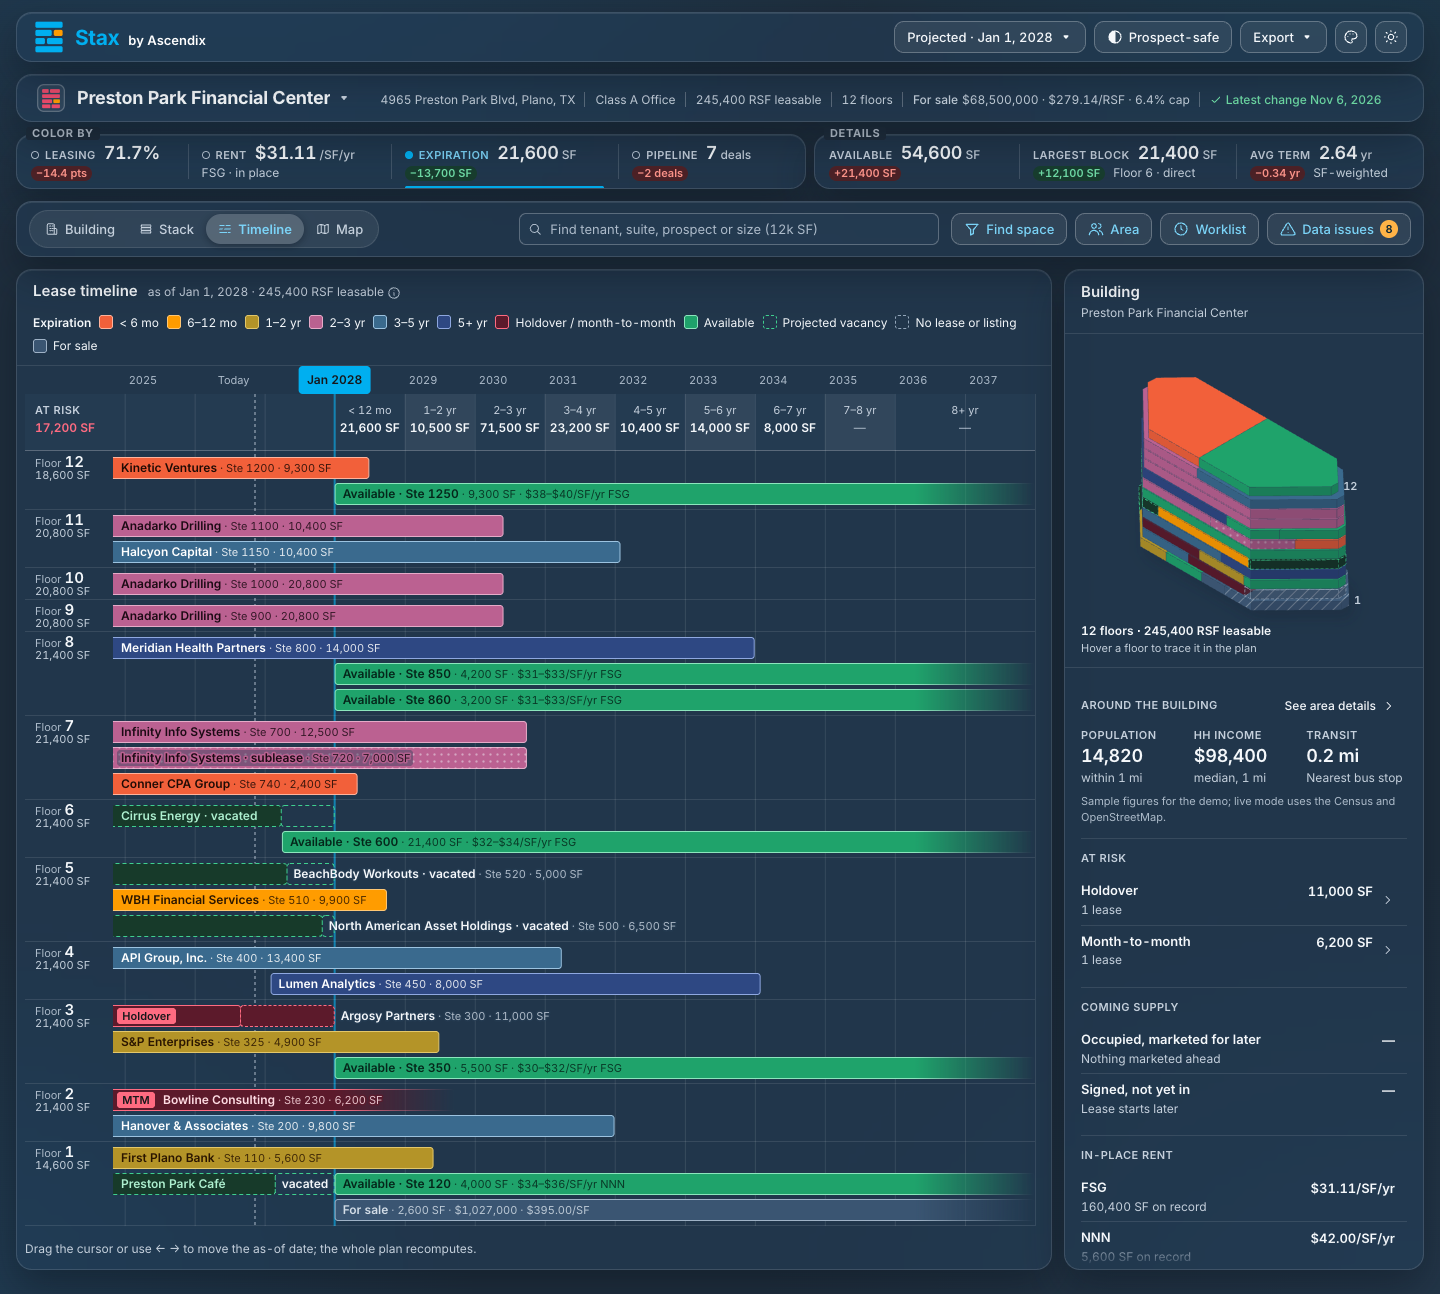 Stax by Ascendix
Projected · Jan 1, 2028
Prospect-safe
Export
Preston Park Financial Center
4965 Preston Park Blvd, Plano, TX
Class A Office
245,400 RSF leasable
12 floors
For sale $68,500,000 · $279.14/RSF · 6.4% cap
✓ Latest change Nov 6, 2026
COLOR BY
LEASING 71.7%
−14.4 pts
RENT $31.11 /SF/yr
FSG · in place
EXPIRATION 21,600 SF
−13,700 SF
PIPELINE 7 deals
−2 deals
DETAILS
AVAILABLE 54,600 SF
+21,400 SF
LARGEST BLOCK 21,400 SF
+12,100 SF Floor 6 · direct
AVG TERM 2.64 yr
−0.34 yr SF-weighted
Building
Stack
Timeline
Map
Find tenant, suite, prospect or size (12k SF)
Find space
Area
Worklist
Data issues 8
Lease timeline as of Jan 1, 2028 · 245,400 RSF leasable
Expiration < 6 mo 6–12 mo 1–2 yr 2–3 yr 3–5 yr 5+ yr Holdover / month-to-month Available Projected vacancy No lease or listing
For sale
2025 Today Jan 2028 2029 2030 2031 2032 2033 2034 2035 2036 2037
AT RISK < 12 mo 1–2 yr 2–3 yr 3–4 yr 4–5 yr 5–6 yr 6–7 yr 7–8 yr 8+ yr
17,200 SF 21,600 SF 10,500 SF 71,500 SF 23,200 SF 10,400 SF 14,000 SF 8,000 SF — —
Floor 12
18,600 SF
Kinetic Ventures · Ste 1200 · 9,300 SF
Available · Ste 1250 · 9,300 SF · $38–$40/SF/yr FSG
Floor 11
20,800 SF
Anadarko Drilling · Ste 1100 · 10,400 SF
Halcyon Capital · Ste 1150 · 10,400 SF
Floor 10
20,800 SF
Anadarko Drilling · Ste 1000 · 20,800 SF
Floor 9
20,800 SF
Anadarko Drilling · Ste 900 · 20,800 SF
Floor 8
21,400 SF
Meridian Health Partners · Ste 800 · 14,000 SF
Available · Ste 850 · 4,200 SF · $31–$33/SF/yr FSG
Available · Ste 860 · 3,200 SF · $31–$33/SF/yr FSG
Floor 7
21,400 SF
Infinity Info Systems · Ste 700 · 12,500 SF
Infinity Info Systems · sublease · Ste 720 · 7,000 SF
Conner CPA Group · Ste 740 · 2,400 SF
Floor 6
21,400 SF
Cirrus Energy · vacated
Available · Ste 600 · 21,400 SF · $32–$34/SF/yr FSG
Floor 5
21,400 SF
BeachBody Workouts · vacated · Ste 520 · 5,000 SF
WBH Financial Services · Ste 510 · 9,900 SF
North American Asset Holdings · vacated · Ste 500 · 6,500 SF
Floor 4
21,400 SF
API Group, Inc. · Ste 400 · 13,400 SF
Lumen Analytics · Ste 450 · 8,000 SF
Floor 3
21,400 SF
Holdover Argosy Partners · Ste 300 · 11,000 SF
S&P Enterprises · Ste 325 · 4,900 SF
Available · Ste 350 · 5,500 SF · $30–$32/SF/yr FSG
Floor 2
21,400 SF
MTM Bowline Consulting · Ste 230 · 6,200 SF
Hanover & Associates · Ste 200 · 9,800 SF
Floor 1
14,600 SF
First Plano Bank · Ste 110 · 5,600 SF
Preston Park Café vacated Available · Ste 120 · 4,000 SF · $34–$36/SF/yr NNN
For sale · 2,600 SF · $1,027,000 · $395.00/SF
Drag the cursor or use ← → to move the as-of date; the whole plan recomputes.
Building
Preston Park Financial Center
12
1
12 floors · 245,400 RSF leasable
Hover a floor to trace it in the plan
AROUND THE BUILDING See area details
POPULATION HH INCOME TRANSIT
14,820 $98,400 0.2 mi
within 1 mi median, 1 mi Nearest bus stop
Sample figures for the demo; live mode uses the Census and
OpenStreetMap.
AT RISK
Holdover 11,000 SF
1 lease
Month-to-month 6,200 SF
1 lease
COMING SUPPLY
Occupied, marketed for later —
Nothing marketed ahead
Signed, not yet in —
Lease starts later
IN-PLACE RENT
FSG $31.11/SF/yr
160,400 SF on record
NNN $42.00/SF/yr
5,600 SF on record